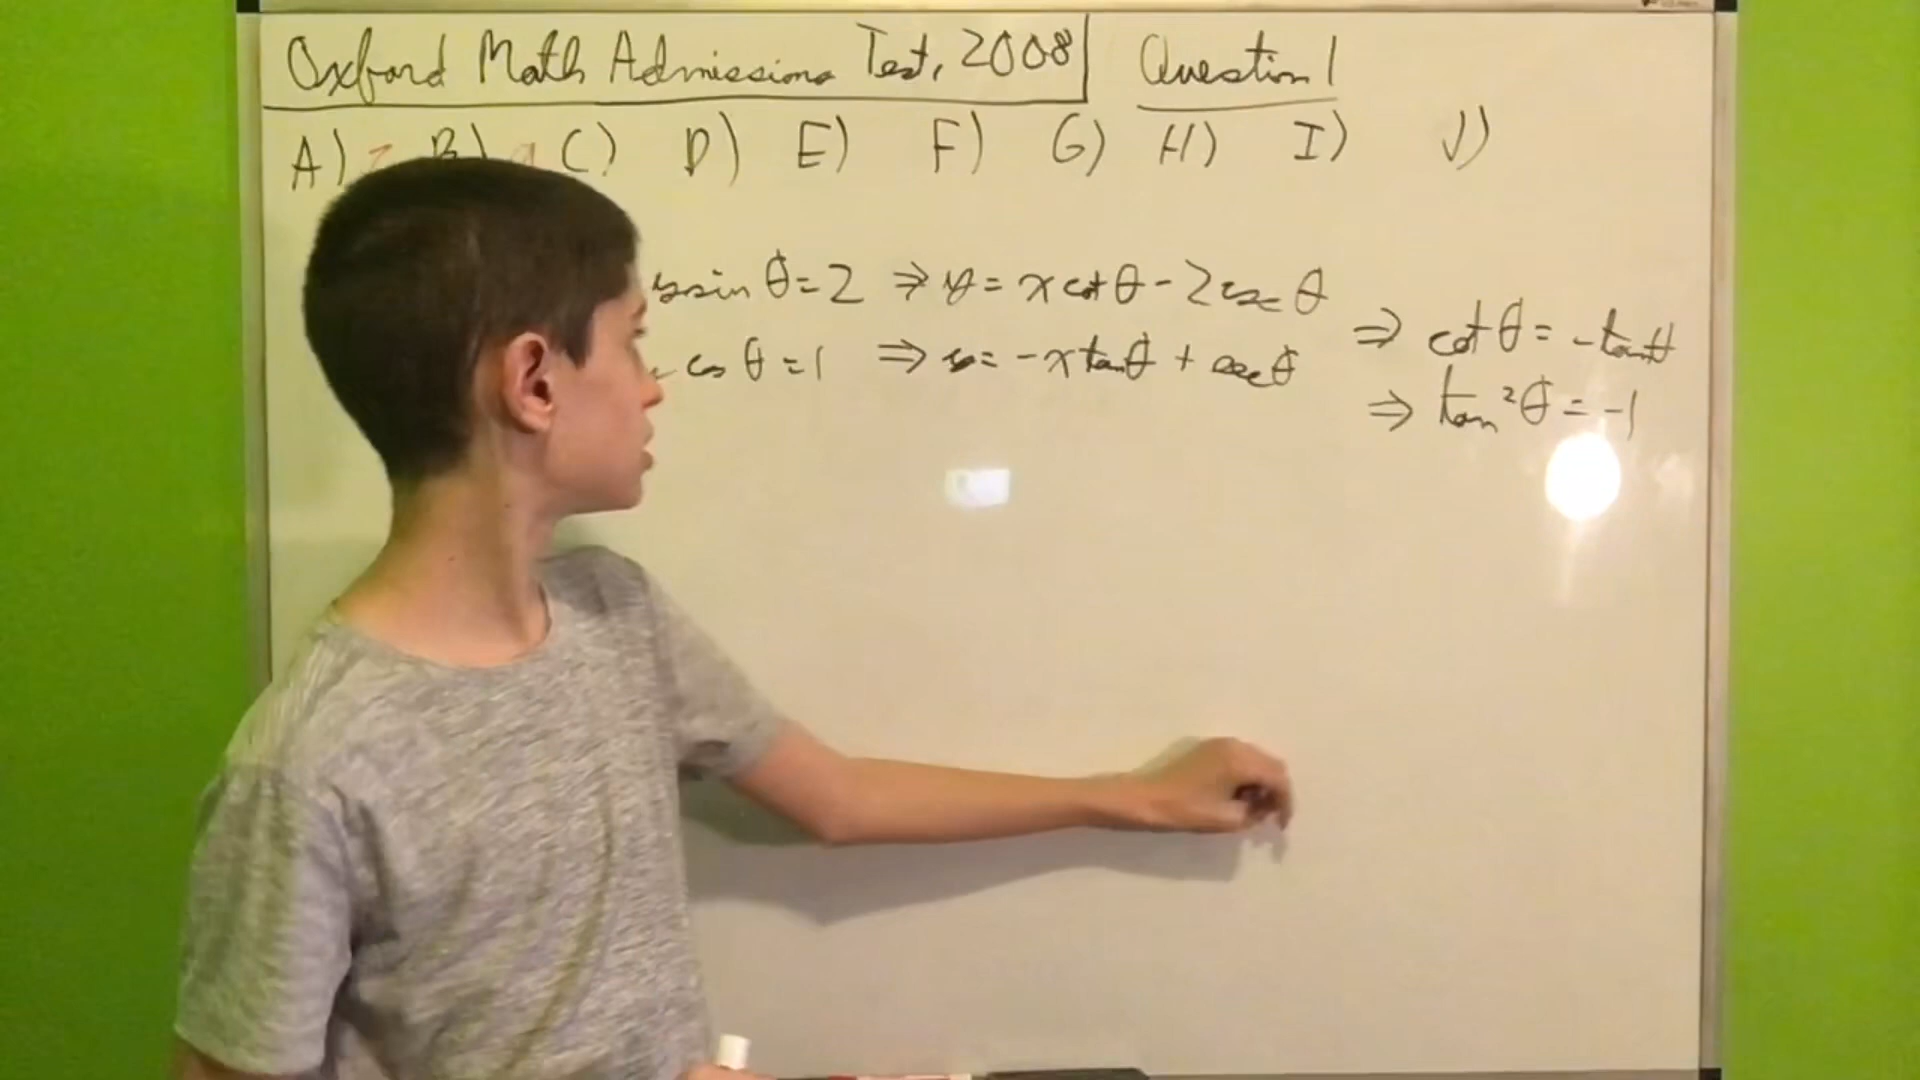 Oxford Math Admissions Test, 2008 Question 1
A) B) a C) D) E) F) G) H) I) J)
y sin θ = 2 ⇒ y = x cot θ - 2 csc θ
cos θ = 1 ⇒ y = -x tan θ + sec θ
⇒ cot θ = -tan θ
⇒ tan² θ = -1